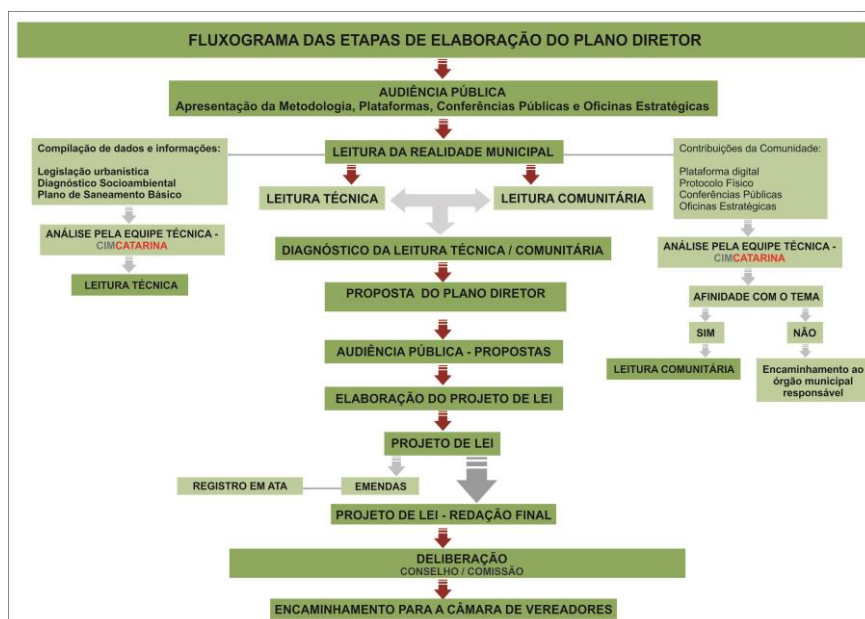 FLUXOGRAMA DAS ETAPAS DE ELABORAÇÃO DO PLANO DIRETOR
AUDIÊNCIA PÚBLICA
Apresentação da Metodologia, Plataformas, Conferências Públicas e Oficinas Estratégicas
LEITURA DA REALIDADE MUNICIPAL
Compilação de dados e informações:
Legislação urbanística
Diagnóstico Socioambiental
Plano de Saneamento Básico
ANÁLISE PELA EQUIPE TÉCNICA -
CIMCATARINA
LEITURA TÉCNICA
LEITURA TÉCNICA
LEITURA COMUNITÁRIA
Contribuições da Comunidade:
Plataforma digital
Protocolo Físico
Conferências Públicas
Oficinas Estratégicas
ANÁLISE PELA EQUIPE TÉCNICA -
CIMCATARINA
AFINIDADE COM O TEMA
SIM
NÃO
LEITURA COMUNITÁRIA
Encaminhamento ao
órgão municipal
responsável
DIAGNÓSTICO DA LEITURA TÉCNICA / COMUNITÁRIA
PROPOSTA DO PLANO DIRETOR
AUDIÊNCIA PÚBLICA - PROPOSTAS
ELABORAÇÃO DO PROJETO DE LEI
PROJETO DE LEI
REGISTRO EM ATA
EMENDAS
PROJETO DE LEI - REDAÇÃO FINAL
DELIBERAÇÃO
CONSELHO / COMISSÃO
ENCAMINHAMENTO PARA A CÂMARA DE VEREADORES